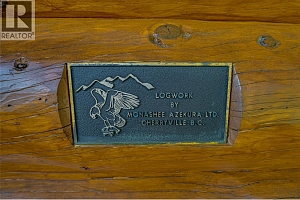 REALTOR
LOGWORK
BY
MONASHEE AZEKURA LTD.
CHERRYVILLE B.C.